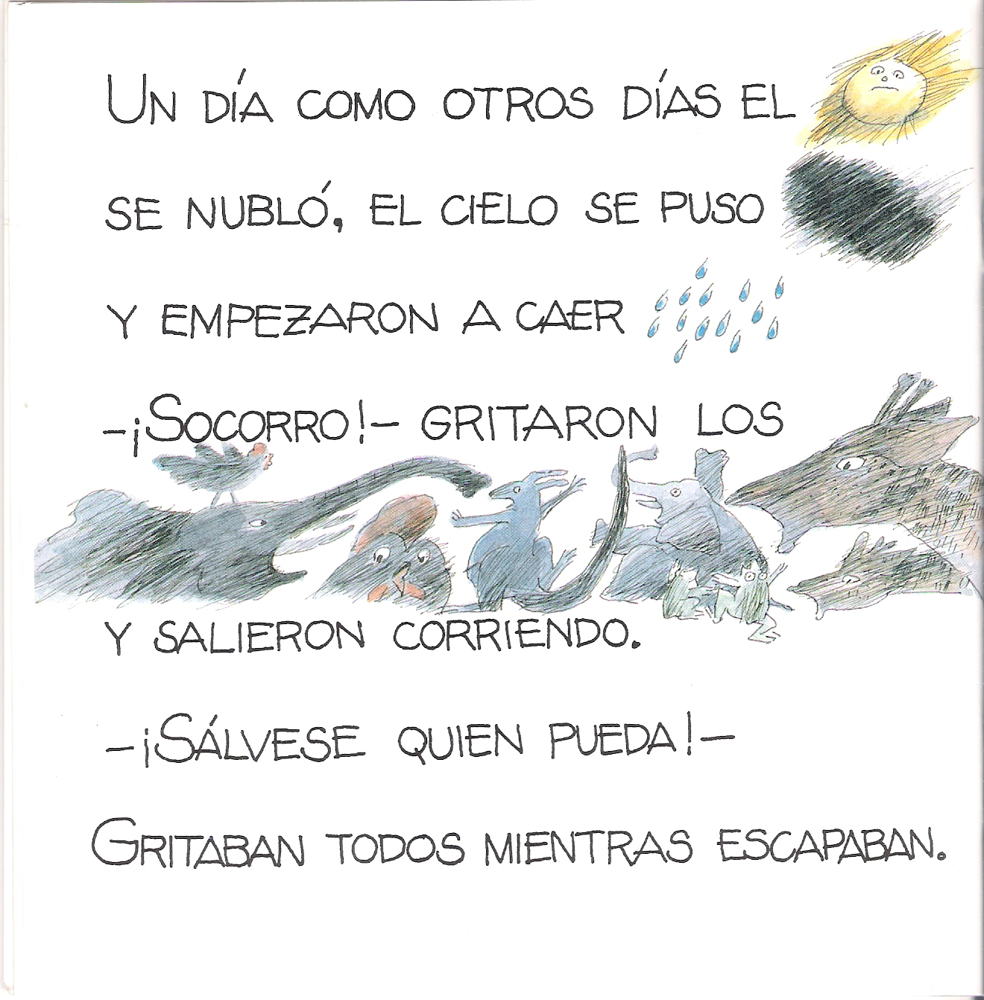 UN DÍA COMO OTROS DÍAS EL
SE NUBLÓ, EL CIELO SE PUSO
Y EMPEZARON A CAER
–¡SOCORRO!– GRITARON LOS
Y SALIERON CORRIENDO.
–¡SÁLVESE QUIEN PUEDA!–
GRITABAN TODOS MIENTRAS ESCAPABAN.